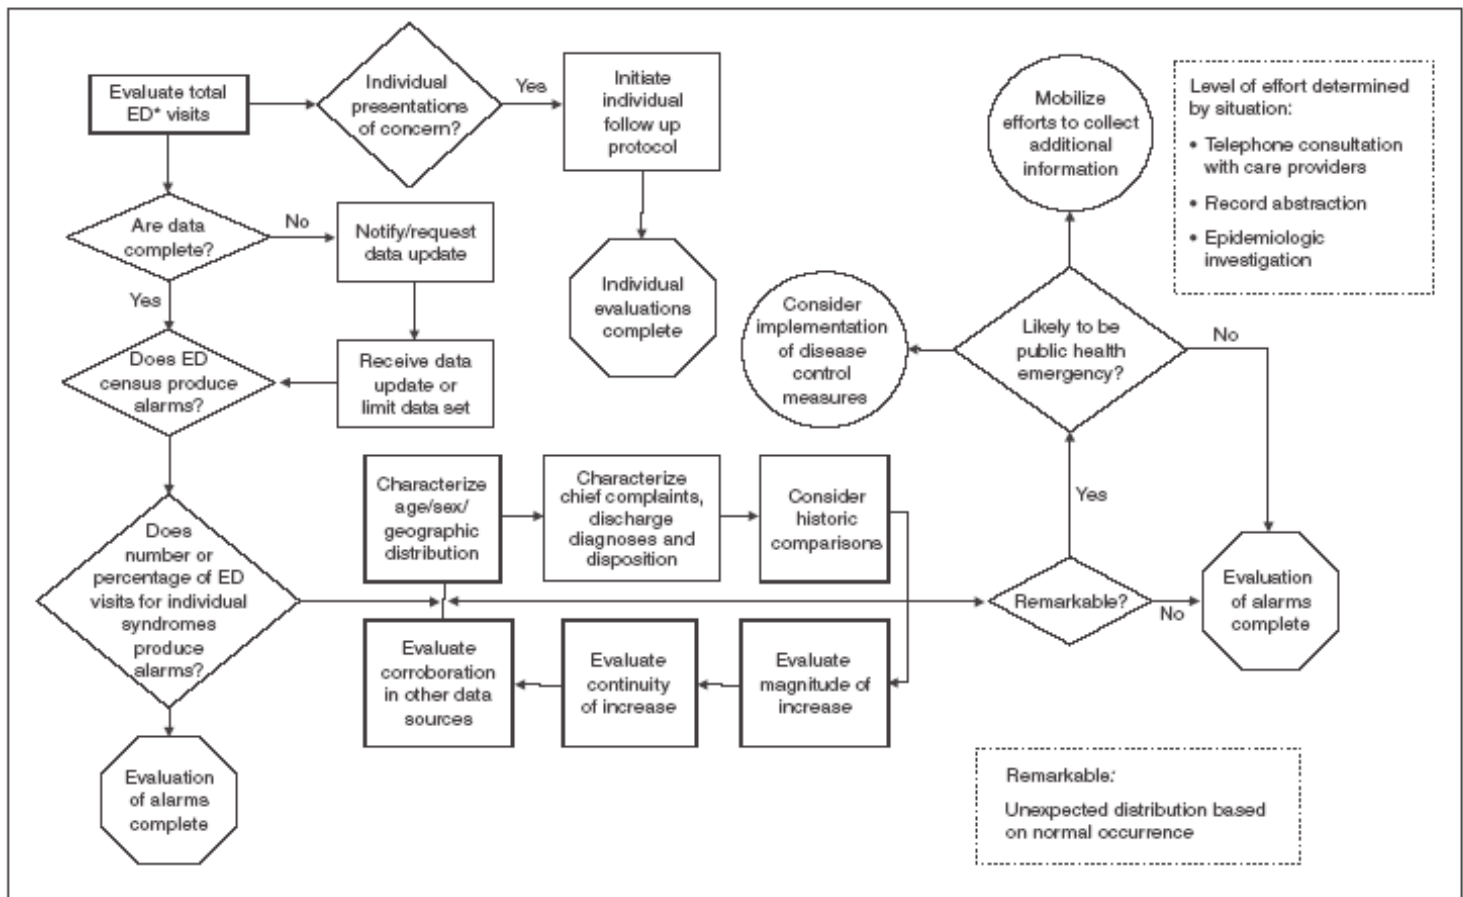 Evaluate total
ED* visits
Individual
presentations
of concern?
Yes
Initiate
individual
follow up
protocol
Mobilize
efforts to collect
additional
information
Level of effort determined
by situation:
• Telephone consultation
with care providers
• Record abstraction
• Epidemiologic
investigation
Are data
complete?
No
Notify/request
data update
Individual
evaluations
complete
Consider
implementation
of disease
control
measures
Likely to be
public health
emergency?
No
Yes
Does ED
census produce
alarms?
Receive data
update or
limit data set
Characterize
age/sex/
geographic
distribution
Characterize
chief complaints,
discharge
diagnoses and
disposition
Consider
historic
comparisons
Yes
Does
number or
percentage of ED
visits for individual
syndromes
produce
alarms?
Remarkable?
No
Evaluation
of alarms
complete
Evaluate
corroboration
in other data
sources
Evaluate
continuity
of increase
Evaluate
magnitude of
increase
Evaluation
of alarms
complete
Remarkable:
Unexpected distribution based
on normal occurrence